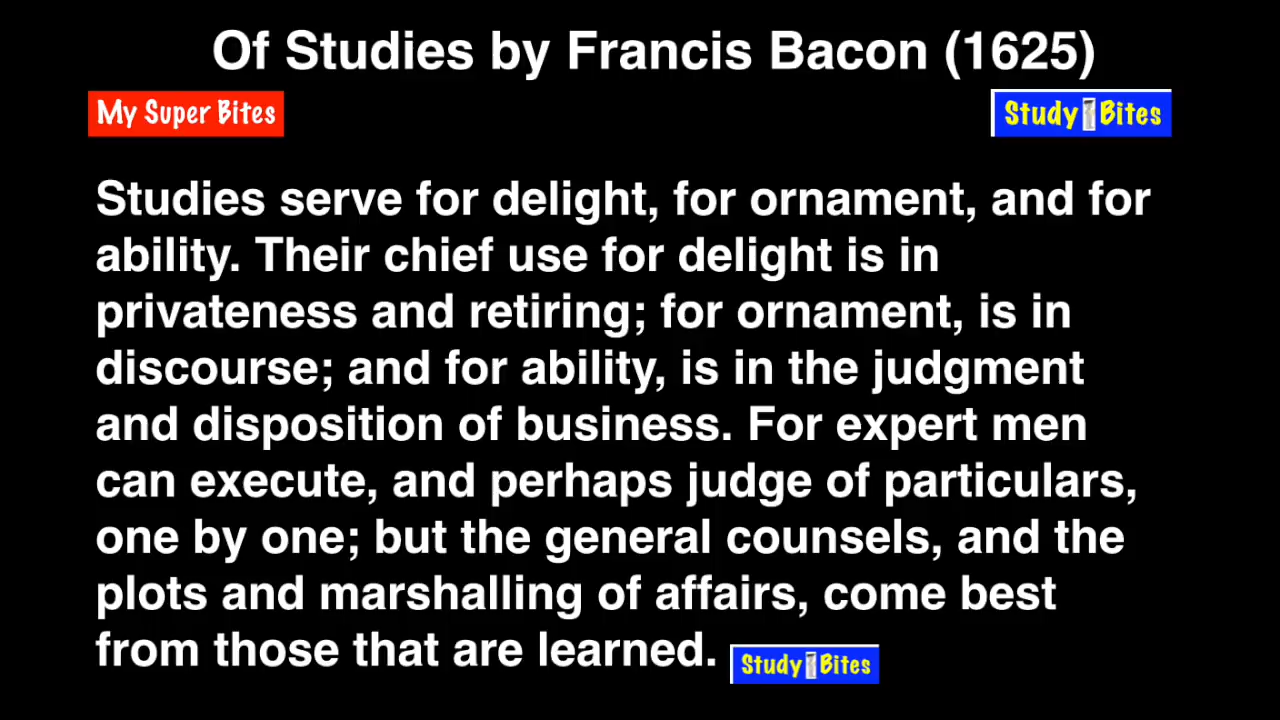 Of Studies by Francis Bacon (1625)
My Super Bites
Study Bites
Studies serve for delight, for ornament, and for
ability. Their chief use for delight is in
privateness and retiring; for ornament, is in
discourse; and for ability, is in the judgment
and disposition of business. For expert men
can execute, and perhaps judge of particulars,
one by one; but the general counsels, and the
plots and marshalling of affairs, come best
from those that are learned.
Study Bites